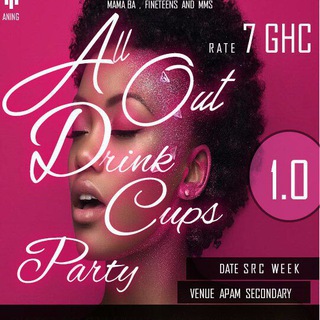 MAMA BA , FINETEENS AND MMS
ANING
RATE 7 GHC
All
Out
Drink
Cups
Party
1.0
DATE SRC WEEK
VENUE APAM SECONDARY